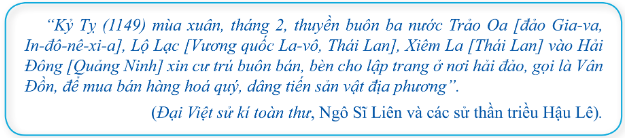 “Kỷ Tỵ (1149) mùa xuân, tháng 2, thuyền buôn ba nước Trảo Oa [đảo Gia-va,
In-đô-nê-xi-a], Lộ Lạc [Vương quốc La-vô, Thái Lan], Xiêm La [Thái Lan] vào Hải
Đông [Quảng Ninh] xin cư trú buôn bán, bèn cho lập trang ở nơi hải đảo, gọi là Vân
Đồn, để mua bán hàng hoá quý, dâng tiến sản vật địa phương”.
(Đại Việt sử kí toàn thư, Ngô Sĩ Liên và các sử thần triều Hậu Lê).